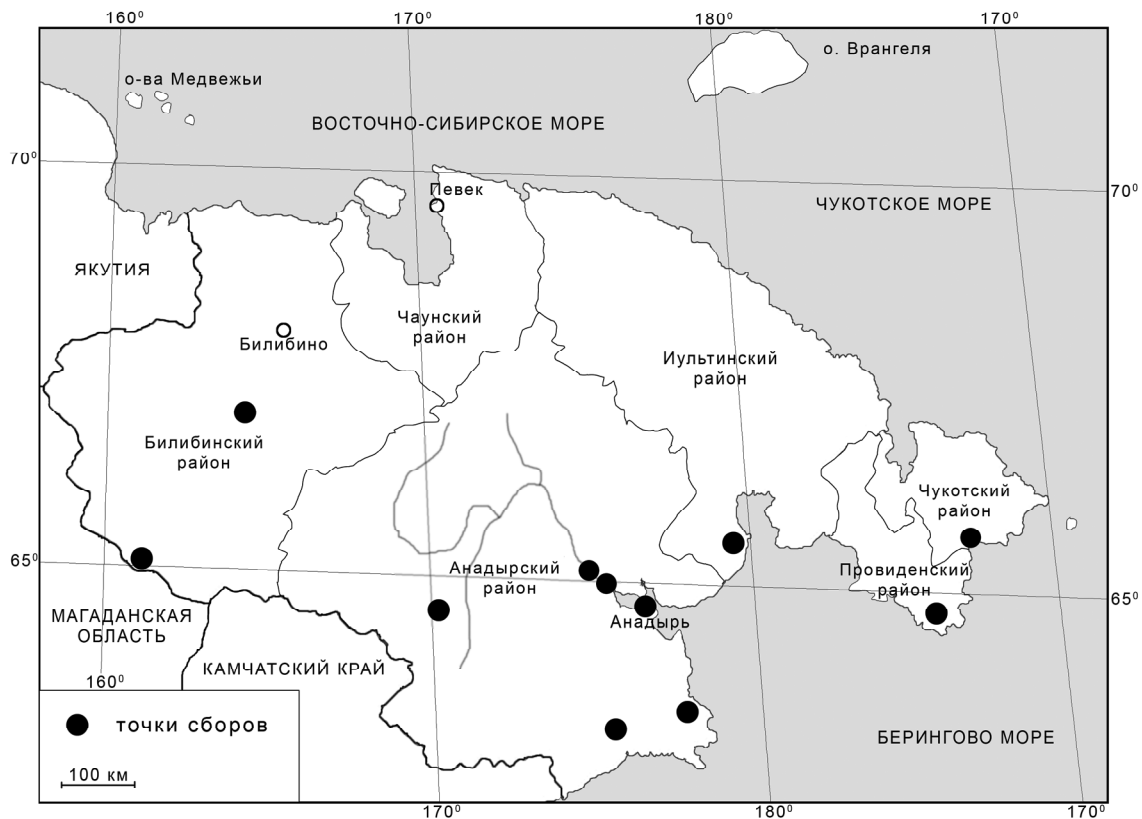 160⁰ 170⁰ 180⁰ 170⁰
о. Врангеля
о-ва Медвежьи
ВОСТОЧНО-СИБИРСКОЕ МОРЕ
70⁰
Певек
70⁰
ЧУКОТСКОЕ МОРЕ
ЯКУТИЯ
Чаунский
район
Билибино
Иультинский
район
Билибинский
район
Чукотский
район
65⁰
Анадырский
район
Провиденский
район
65⁰
Анадырь
МАГАДАНСКАЯ
ОБЛАСТЬ
КАМЧАТСКИЙ КРАЙ
160⁰
точки сборов
БЕРИНГОВО МОРЕ
100 км
170⁰ 180⁰ 170⁰